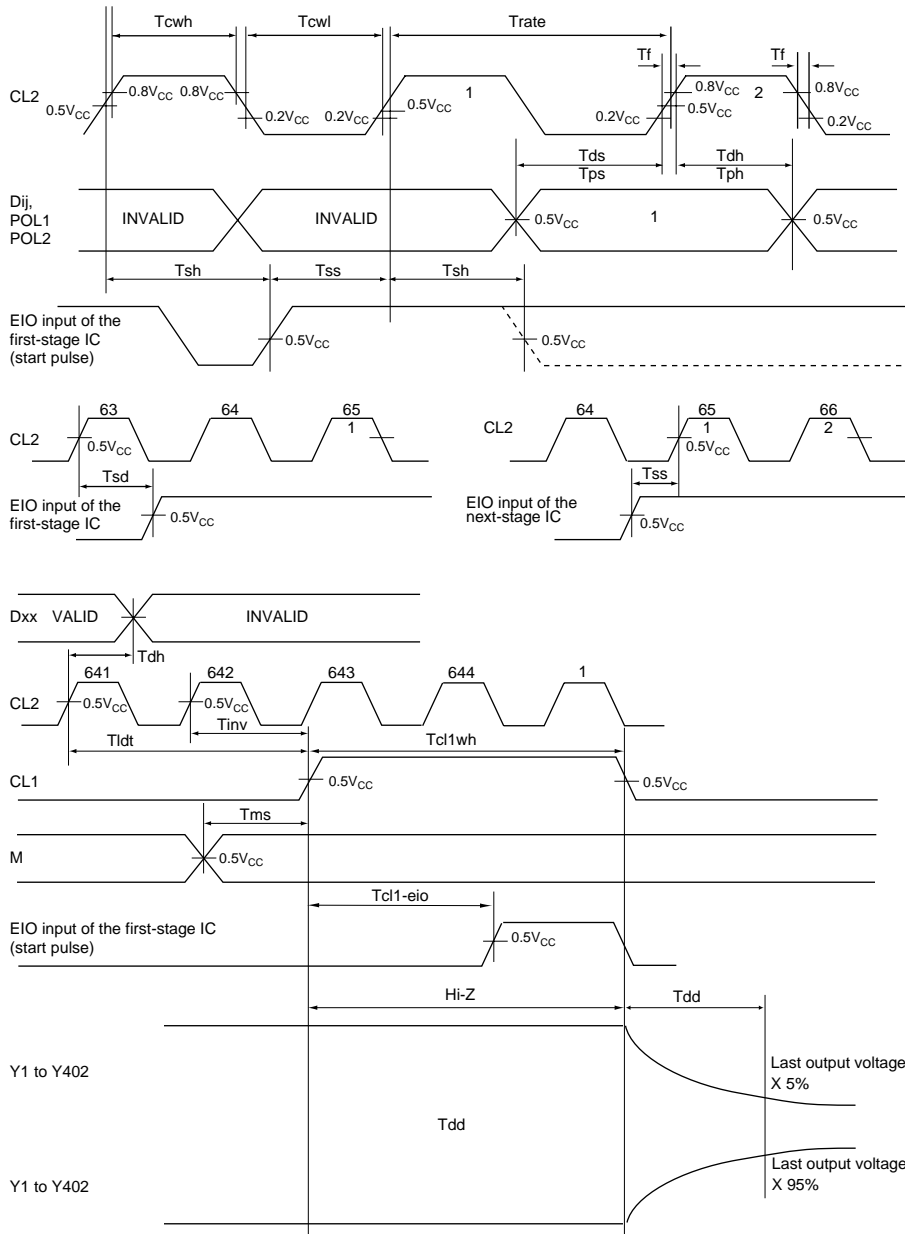 Tcwh Tcwl Trate
Tf Tf
CL2 0.5VCC 0.8VCC 0.8VCC 0.2VCC 0.2VCC 0.5VCC 1 0.2VCC 0.8VCC 0.5VCC 2 0.8VCC 0.2VCC
Tds Tdh
Tps Tph
Dij,
POL1
POL2
INVALID INVALID 0.5VCC 1 0.5VCC
Tsh Tss Tsh
EIO input of the
first-stage IC
(start pulse)
0.5VCC 0.5VCC
63 64 65
1
CL2 0.5VCC
Tsd
EIO input of the
first-stage IC
0.5VCC
64 65 66
1 2
CL2 0.5VCC
Tss
EIO input of the
next-stage IC
0.5VCC
Dxx VALID INVALID
Tdh
641 642 643 644 1
CL2 0.5VCC 0.5VCC
Tinv
Tldt Tcl1wh
CL1 0.5VCC 0.5VCC
Tms
M 0.5VCC
Tcl1-eio
EIO input of the first-stage IC
(start pulse)
0.5VCC
Hi-Z Tdd
Y1 to Y402
Last output voltage
X 5%
Tdd
Y1 to Y402
Last output voltage
X 95%